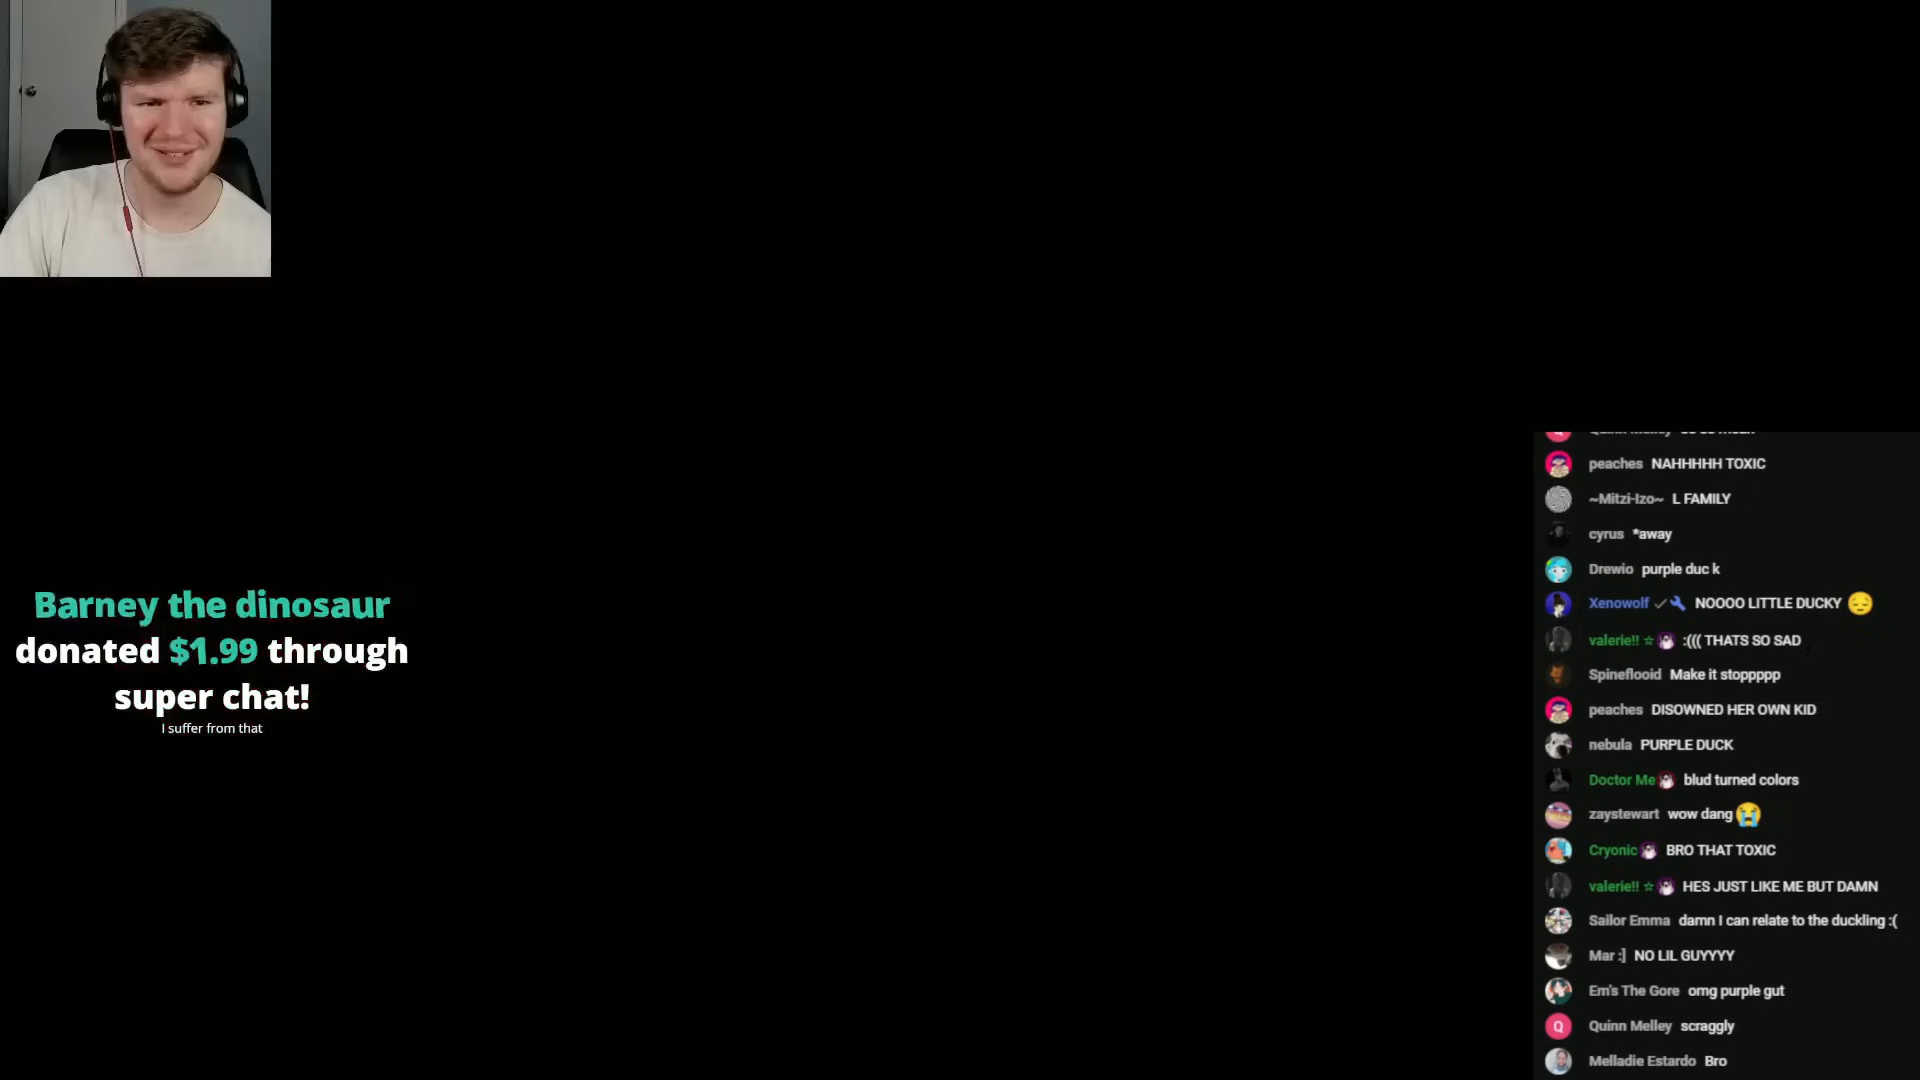 Barney the dinosaur
donated $1.99 through
super chat!
I suffer from that
peaches NAHHHHH TOXIC
~Mitzi-Izo~ L FAMILY
cyrus *away
Drewio purple duc k
Xenowolf NOOOO LITTLE DUCKY 😔
valerie!! ☆ :((( THATS SO SAD
Spineflooid Make it stoppppp
peaches DISOWNED HER OWN KID
nebula PURPLE DUCK
Doctor Me blud turned colors
zaystewart wow dang 😭
Cryonic BRO THAT TOXIC
valerie!! ☆ HES JUST LIKE ME BUT DAMN
Sailor Emma damn I can relate to the duckling :(
Mar :] NO LIL GUYYYY
Em's The Gore omg purple gut
Q Quinn Melley scraggly
Melladie Estardo Bro